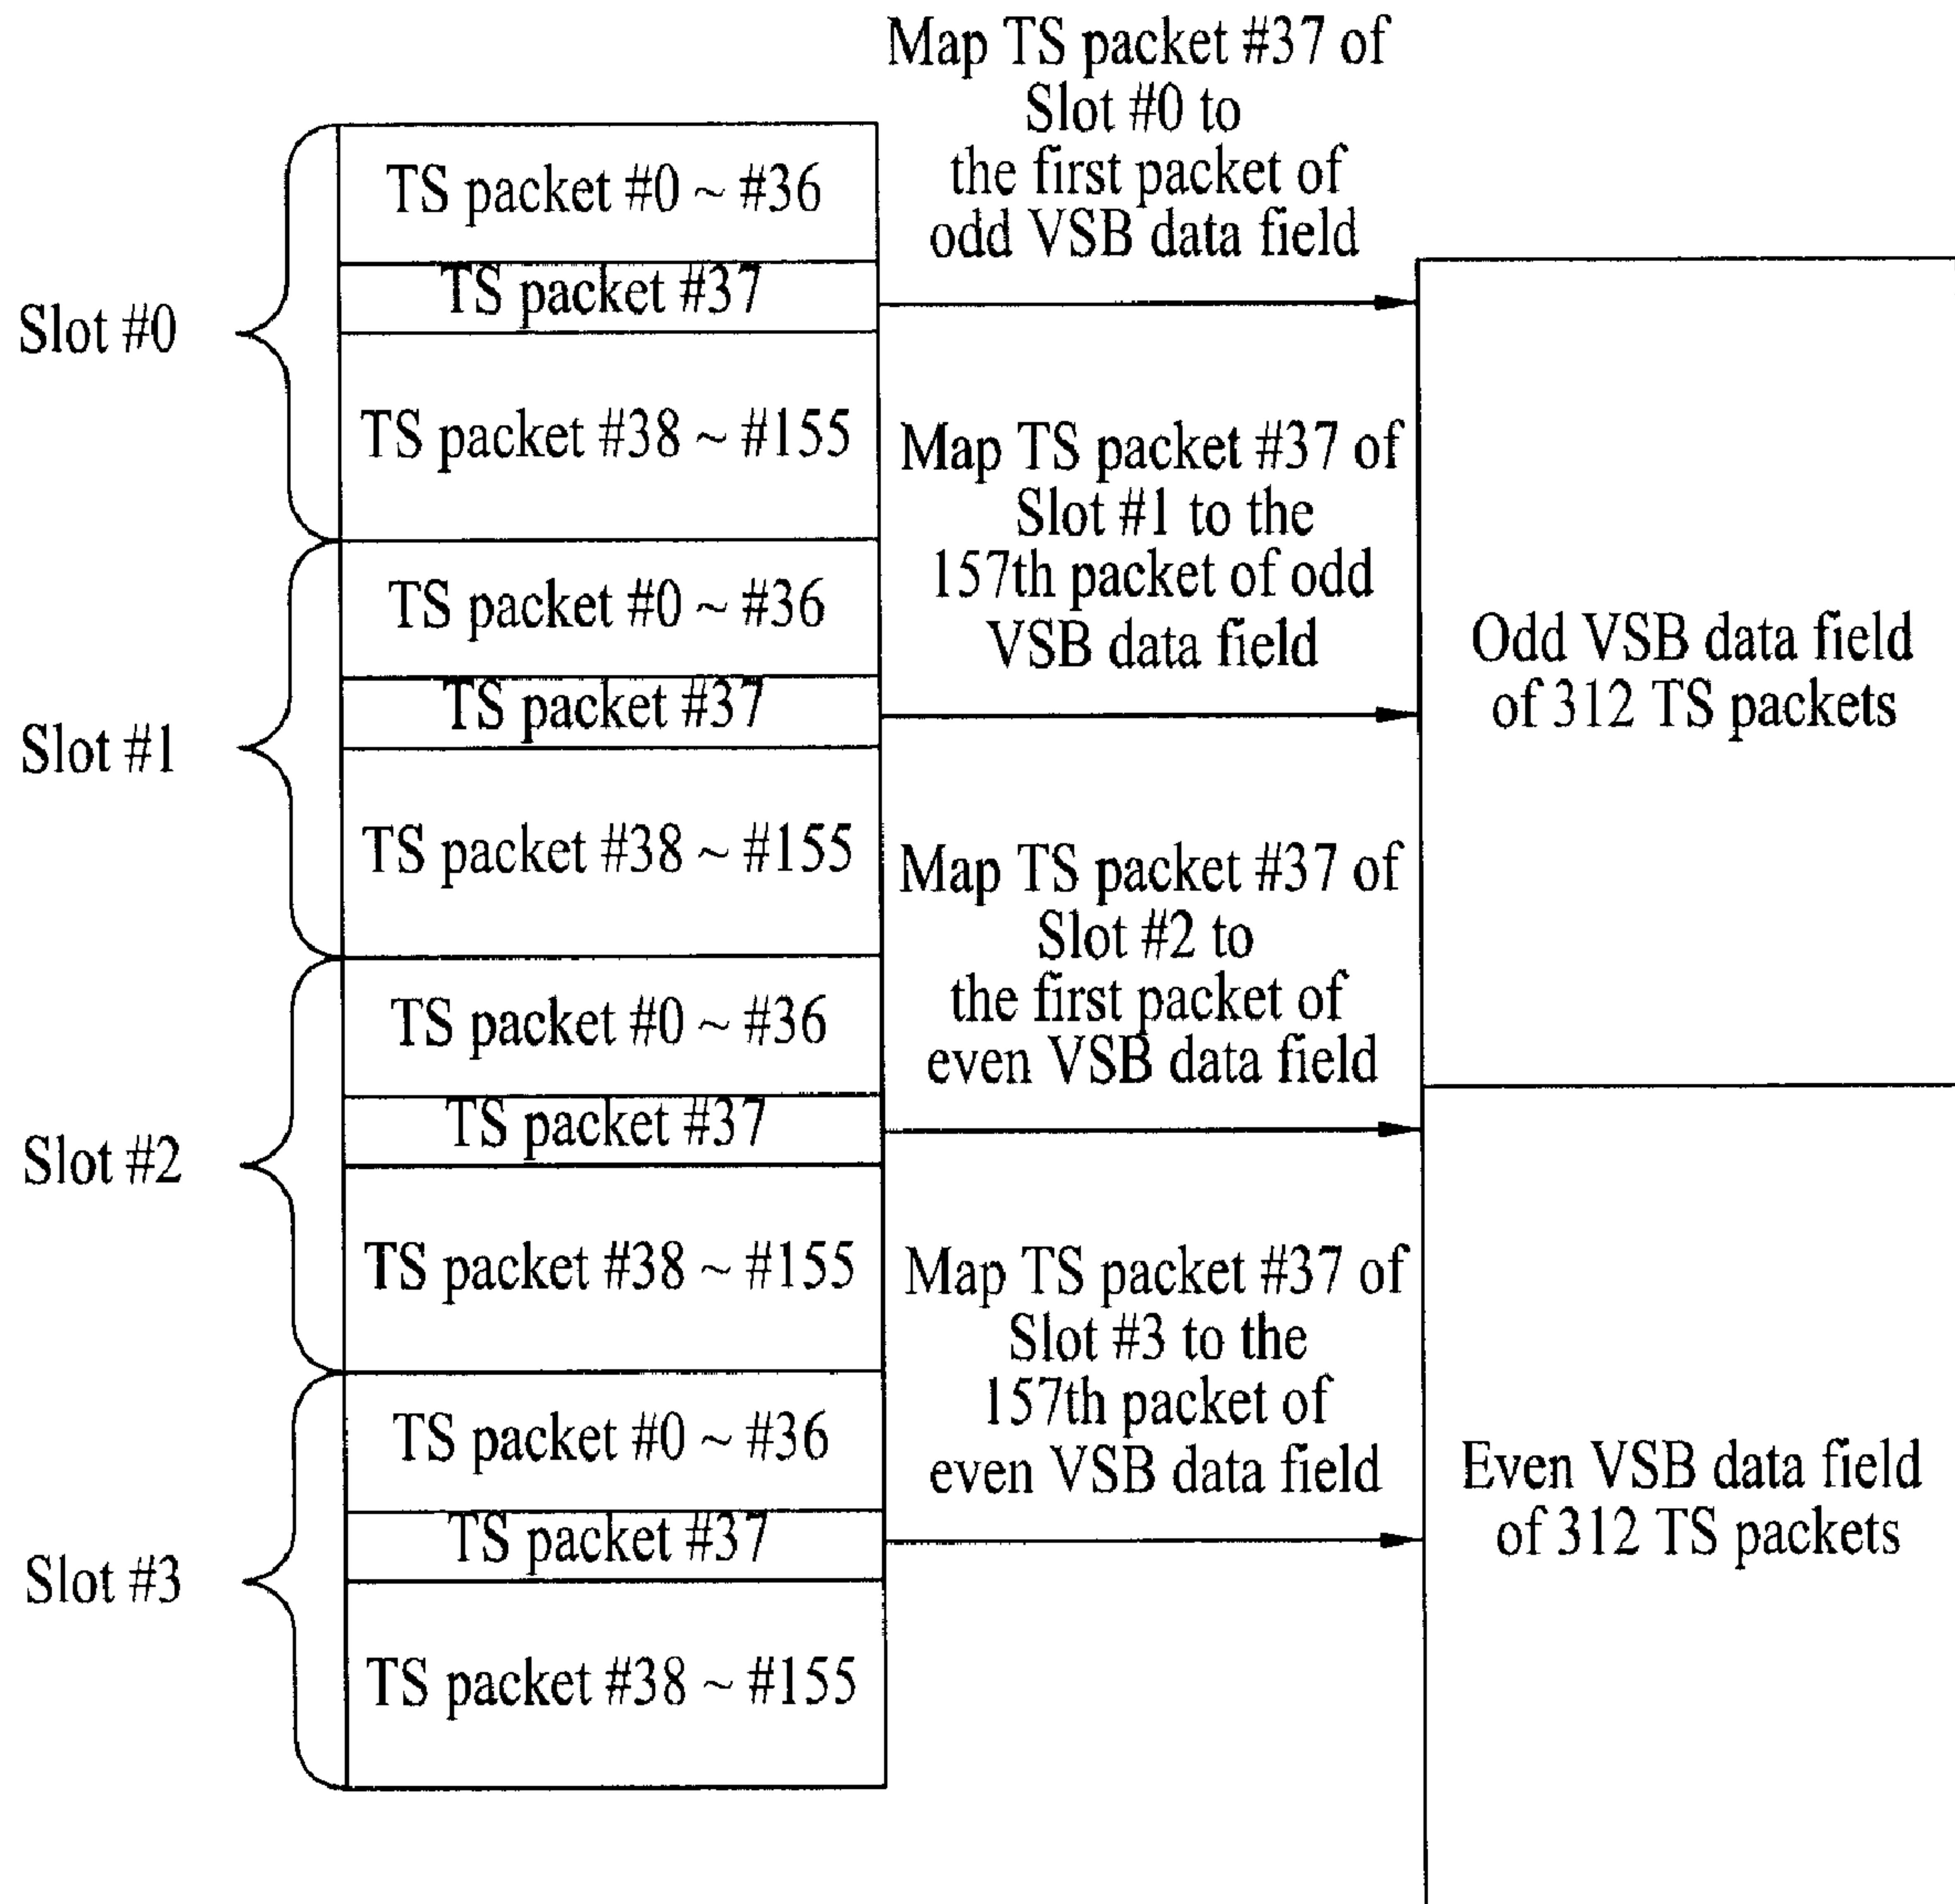 Map TS packet #37 of
Slot #0 to
the first packet of
odd VSB data field
Slot #0
TS packet #0 ~ #36
TS packet #37
TS packet #38 ~ #155
Map TS packet #37 of
Slot #1 to the
157th packet of odd
VSB data field
Slot #1
TS packet #0 ~ #36
TS packet #37
TS packet #38 ~ #155
Odd VSB data field
of 312 TS packets
Map TS packet #37 of
Slot #2 to
the first packet of
even VSB data field
Slot #2
TS packet #0 ~ #36
TS packet #37
TS packet #38 ~ #155
Map TS packet #37 of
Slot #3 to the
157th packet of
even VSB data field
Slot #3
TS packet #0 ~ #36
TS packet #37
TS packet #38 ~ #155
Even VSB data field
of 312 TS packets